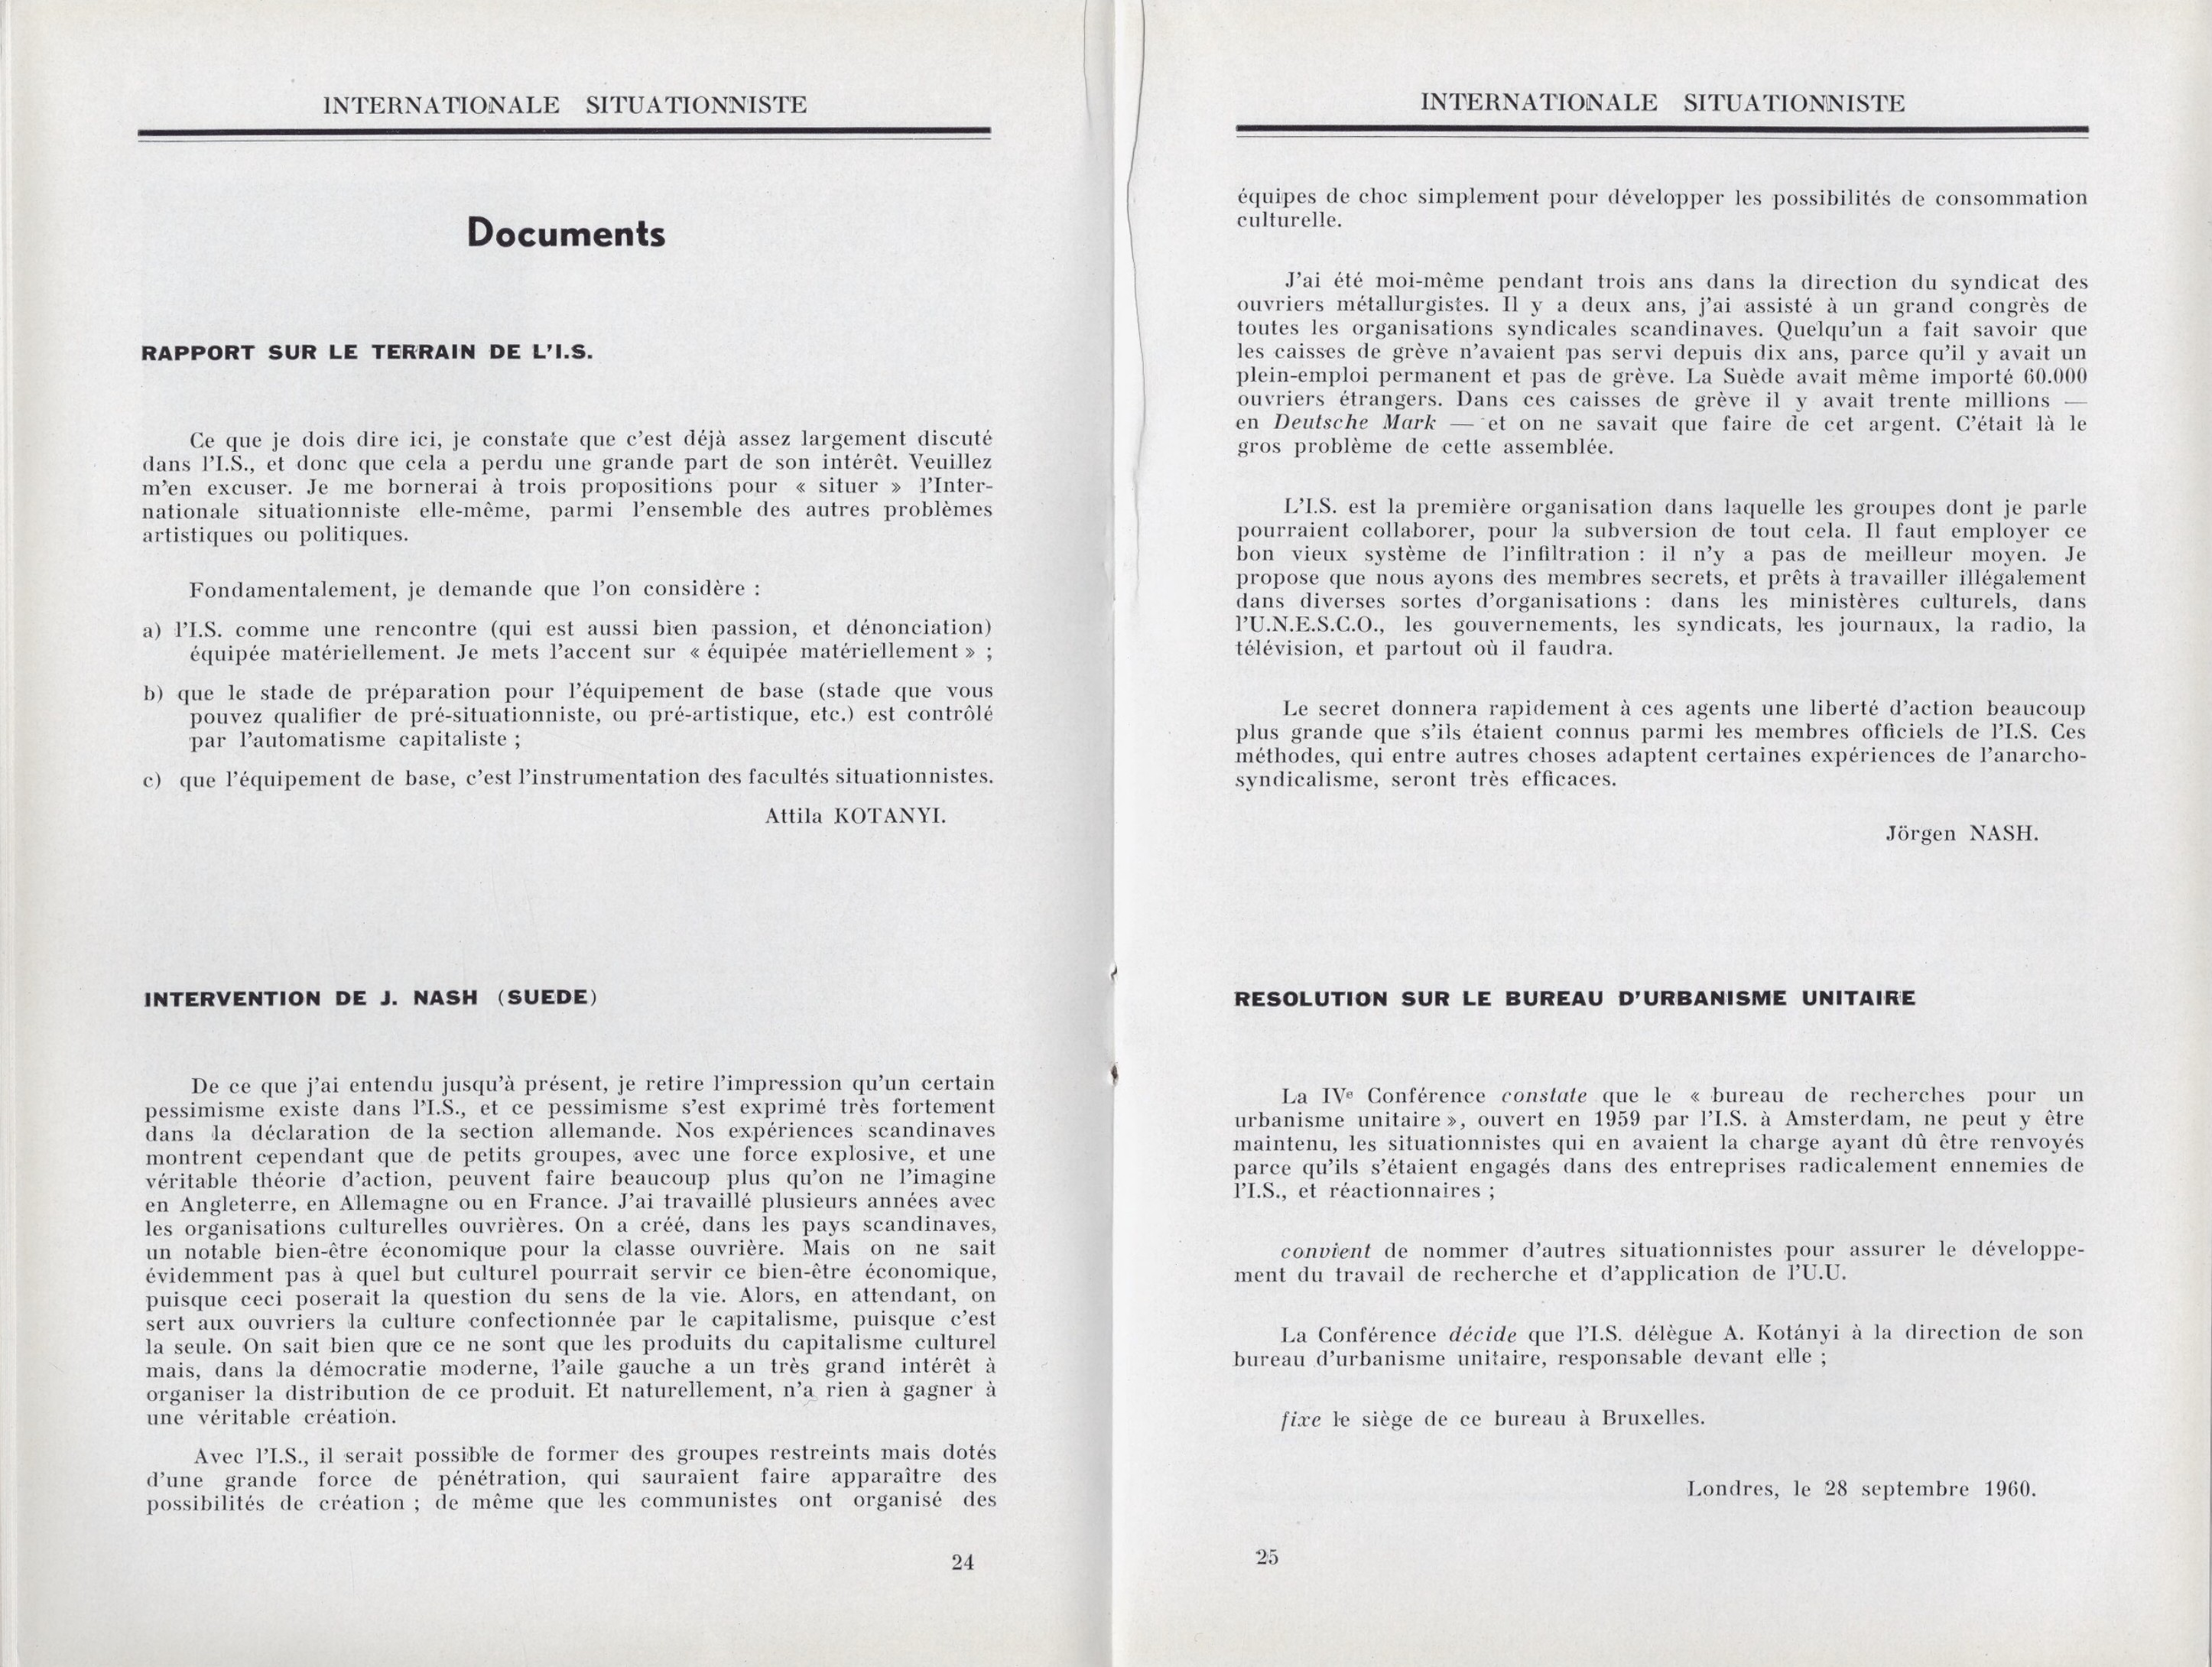 INTERNATIONALE SITUATIONNISTE
Documents
RAPPORT SUR LE TERRAIN DE L'I.S.
Ce que je dois dire ici, je constate que c'est déjà assez largement discuté
dans l'I.S., et donc que cela a perdu une grande part de son intérêt. Veuillez
m'en excuser. Je me bornerai à trois propositions pour « situer » l'Inter-
nationale situationniste elle-même, parmi l'ensemble des autres problèmes
artistiques ou politiques.
Fondamentalement, je demande que l'on considère :
a) l'I.S. comme une rencontre (qui est aussi bien passion, et dénonciation)
équipée matériellement. Je mets l'accent sur « équipée matériellement » ;
b) que le stade de préparation pour l'équipement de base (stade que vous
pouvez qualifier de pré-situationniste, ou pré-artistique, etc.) est contrôlé
par l'automatisme capitaliste ;
c) que l'équipement de base, c'est l'instrumentation des facultés situationnistes.
Attila KOTANYI.
INTERVENTION DE J. NASH (SUEDE)
De ce que j'ai entendu jusqu'à présent, je retire l'impression qu'un certain
pessimisme existe dans l'I.S., et ce pessimisme s'est exprimé très fortement
dans la déclaration de la section allemande. Nos expériences scandinaves
montrent cependant que de petits groupes, avec une force explosive, et une
véritable théorie d'action, peuvent faire beaucoup plus qu'on ne l'imagine
en Angleterre, en Allemagne ou en France. J'ai travaillé plusieurs années avec
les organisations culturelles ouvrières. On a créé, dans les pays scandinaves,
un notable bien-être économique pour la classe ouvrière. Mais on ne sait
évidemment pas à quel but culturel pourrait servir ce bien-être économique,
puisque ceci poserait la question du sens de la vie. Alors, en attendant, on
sert aux ouvriers la culture confectionnée par le capitalisme, puisque c'est
la seule. On sait bien que ce ne sont que les produits du capitalisme culturel
mais, dans la démocratie moderne, l'aile gauche a un très grand intérêt à
organiser la distribution de ce produit. Et naturellement, n'a rien à gagner à
une véritable création.
Avec l'I.S., il serait possible de former des groupes restreints mais dotés
d'une grande force de pénétration, qui sauraient faire apparaître des
possibilités de création ; de même que les communistes ont organisé des
24
INTERNATIONALE SITUATIONNISTE
équipes de choc simplement pour développer les possibilités de consommation
culturelle.
J'ai été moi-même pendant trois ans dans la direction du syndicat des
ouvriers métallurgistes. Il y a deux ans, j'ai assisté à un grand congrès de
toutes les organisations syndicales scandinaves. Quelqu'un a fait savoir que
les caisses de grève n'avaient pas servi depuis dix ans, parce qu'il y avait un
plein-emploi permanent et pas de grève. La Suède avait même importé 60.000
ouvriers étrangers. Dans ces caisses de grève il y avait trente millions —
en Deutsche Mark — et on ne savait que faire de cet argent. C'était là le
gros problème de cette assemblée.
L'I.S. est la première organisation dans laquelle les groupes dont je parle
pourraient collaborer, pour la subversion de tout cela. Il faut employer ce
bon vieux système de l'infiltration : il n'y a pas de meilleur moyen. Je
propose que nous ayons des membres secrets, et prêts à travailler illégalement
dans diverses sortes d'organisations : dans les ministères culturels, dans
l'U.N.E.S.C.O., les gouvernements, les syndicats, les journaux, la radio, la
télévision, et partout où il faudra.
Le secret donnera rapidement à ces agents une liberté d'action beaucoup
plus grande que s'ils étaient connus parmi les membres officiels de l'I.S. Ces
méthodes, qui entre autres choses adaptent certaines expériences de l'anarcho-
syndicalisme, seront très efficaces.
Jörgen NASH.
RESOLUTION SUR LE BUREAU D'URBANISME UNITAIRE
La IVe Conférence constate que le « bureau de recherches pour un
urbanisme unitaire », ouvert en 1959 par l'I.S. à Amsterdam, ne peut y être
maintenu, les situationnistes qui en avaient la charge ayant dû être renvoyés
parce qu'ils s'étaient engagés dans des entreprises radicalement ennemies de
l'I.S., et réactionnaires ;
convient de nommer d'autres situationnistes pour assurer le développe-
ment du travail de recherche et d'application de l'U.U.
La Conférence décide que l'I.S. délègue A. Kotányi à la direction de son
bureau d'urbanisme unitaire, responsable devant elle ;
fixe le siège de ce bureau à Bruxelles.
Londres, le 28 septembre 1960.
25